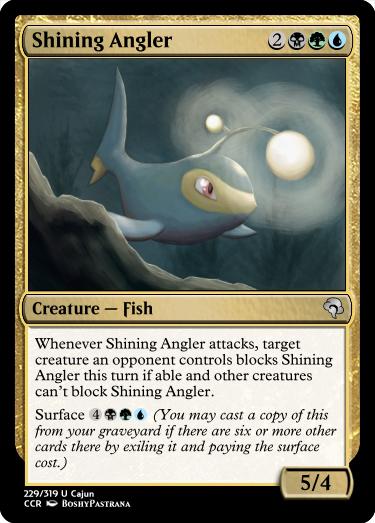 Shining Angler 2
Creature — Fish
Whenever Shining Angler attacks, target
creature an opponent controls blocks Shining
Angler this turn if able and other creatures
can't block Shining Angler.
Surface 4 (You may cast a copy of this
from your graveyard if there are six or more other
cards there by exiling it and paying the surface
cost.)
5/4
229/319 U Cajun
CCR BoshyPastrana